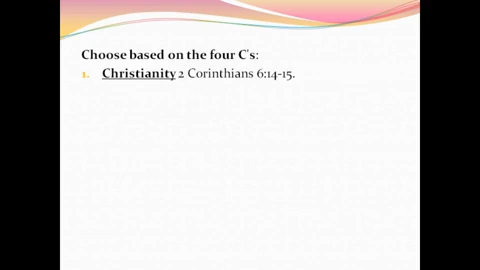 Choose based on the four C's:
1. Christianity 2 Corinthians 6:14-15.